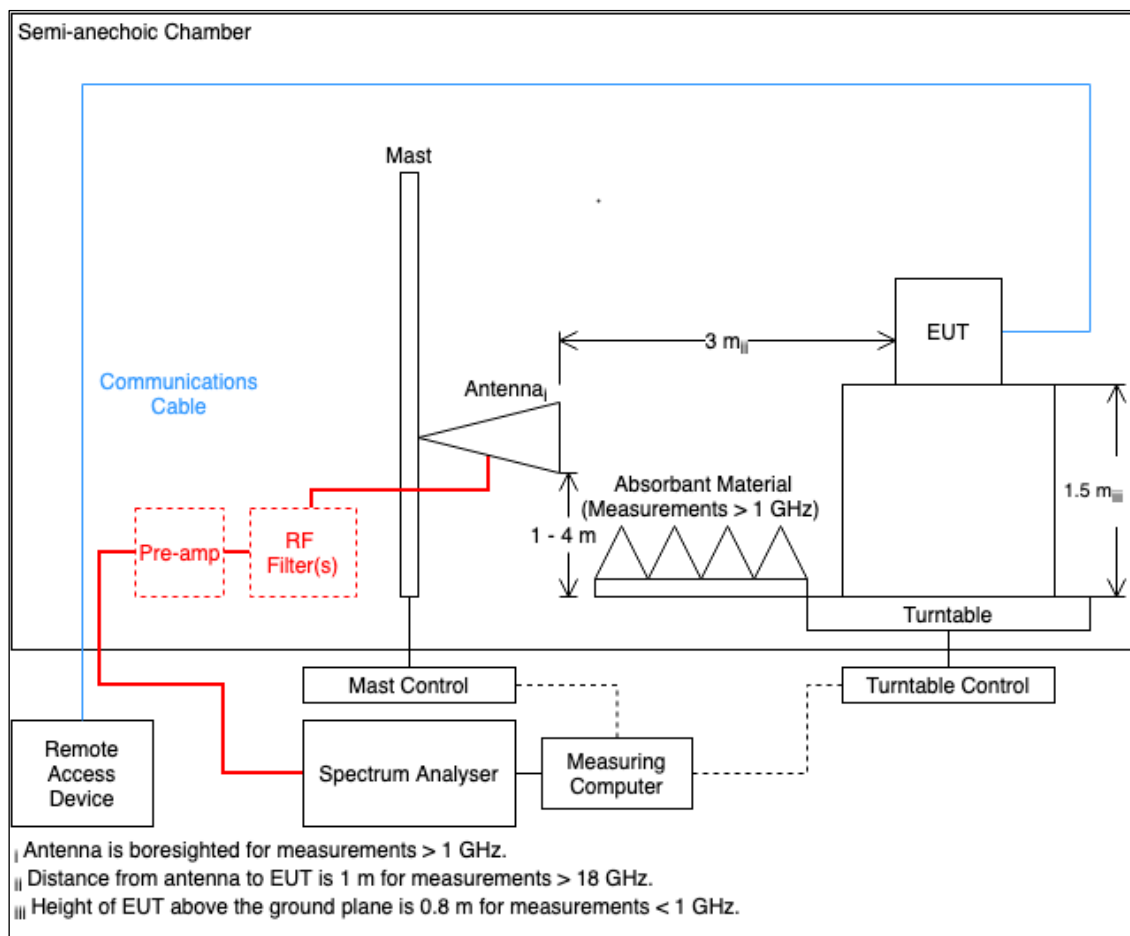 Semi-anechoic Chamber
Mast
EUT
3 m ii
Communications
Cable
Antenna i
Absorbant Material
(Measurements > 1 GHz)
1.5 m iii
1 - 4 m
Pre-amp
RF
Filter(s)
Turntable
Mast Control
Turntable Control
Remote
Access
Device
Spectrum Analyser
Measuring
Computer
i Antenna is boresighted for measurements > 1 GHz.
ii Distance from antenna to EUT is 1 m for measurements > 18 GHz.
iii Height of EUT above the ground plane is 0.8 m for measurements < 1 GHz.